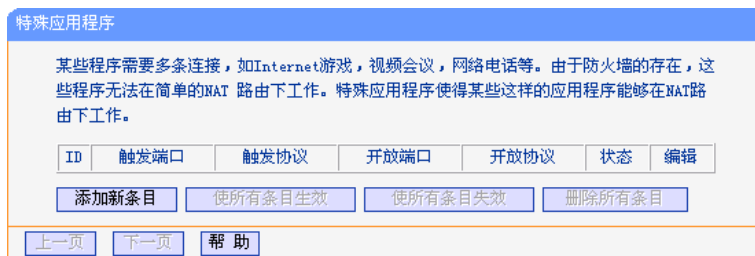 特殊应用程序
某些程序需要多条连接，如Internet游戏，视频会议，网络电话等。由于防火墙的存在，这
些程序无法在简单的NAT 路由下工作。特殊应用程序使得某些这样的应用程序能够在NAT路
由下工作。
ID 触发端口 触发协议 开放端口 开放协议 状态 编辑
添加新条目 使所有条目生效 使所有条目失效 删除所有条目
上一页 下一页 帮 助